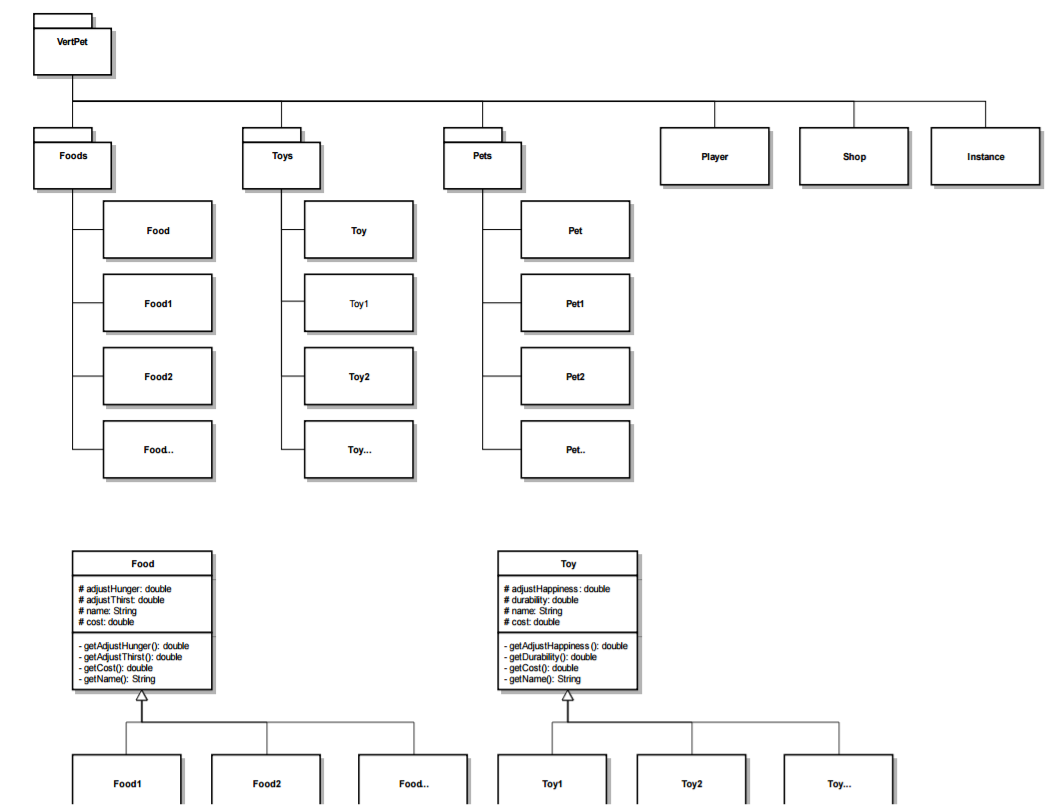 VertPet
Foods
Toys
Pets
Player
Shop
Instance
Food
Toy
Pet
Food1
Toy1
Pet1
Food2
Toy2
Pet2
Food...
Toy...
Pet..
Food
# adjustHunger: double
# adjustThirst: double
# name: String
# cost: double
- getAdjustHunger(): double
- getAdjustThirst(): double
- getCost(): double
- getName(): String
Toy
# adjustHappiness: double
# durability: double
# name: String
# cost: double
- getAdjustHappiness(): double
- getDurability(): double
- getCost(): double
- getName(): String
Food1
Food2
Food...
Toy1
Toy2
Toy...